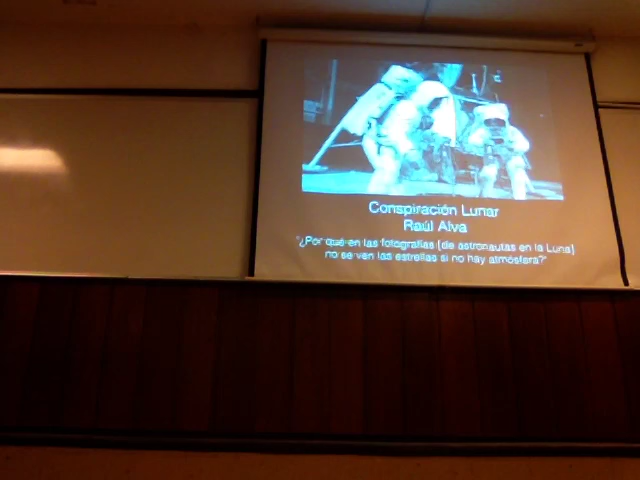 Conspiración Lunar
Raúl Alva
"¿Por qué en las fotografías [de astronautas en la Luna]
no se ven las estrellas si no hay atmósfera?"